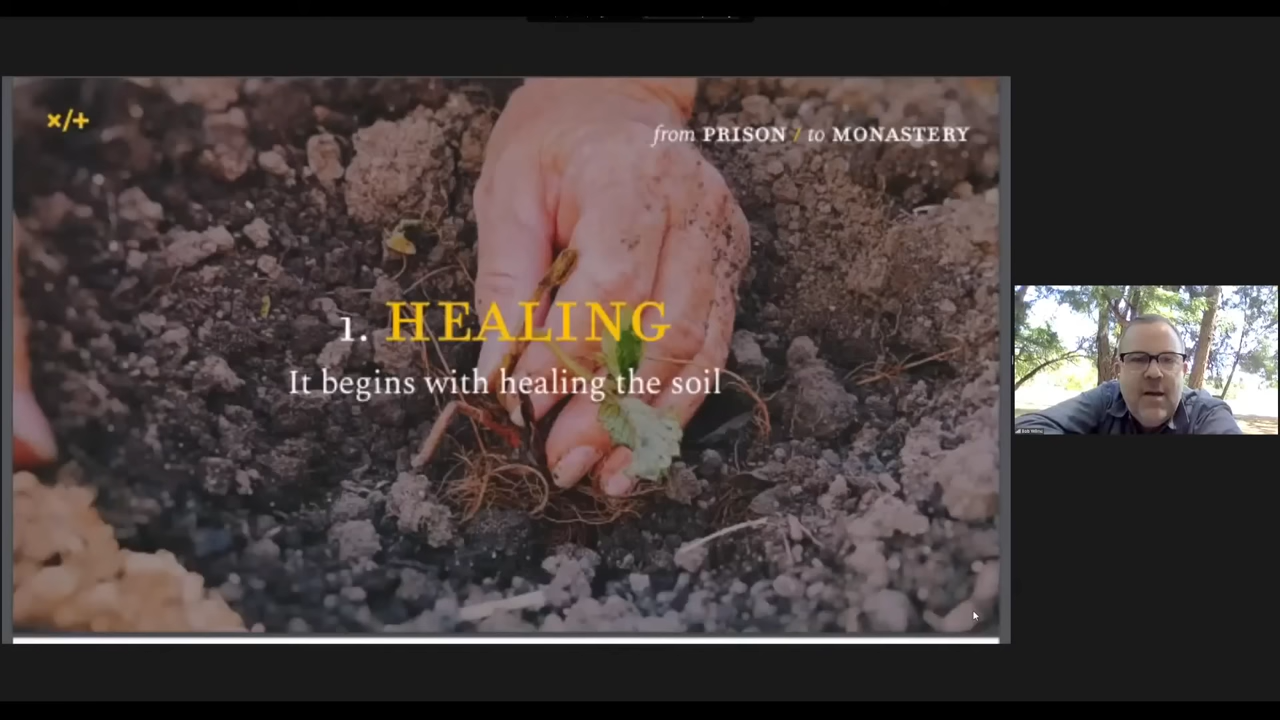 ×/+
from PRISON / to MONASTERY
1. HEALING
It begins with healing the soil